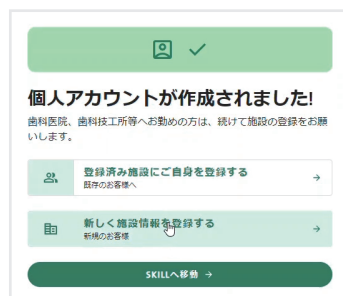 個人アカウントが作成されました!
歯科医院、歯科技工所等へお勤めの方は、続けて施設の登録をお願
いします。
登録済み施設にご自身を登録する
既存のお客様へ
新しく施設情報を登録する
新規のお客様
SKILLへ移動 →